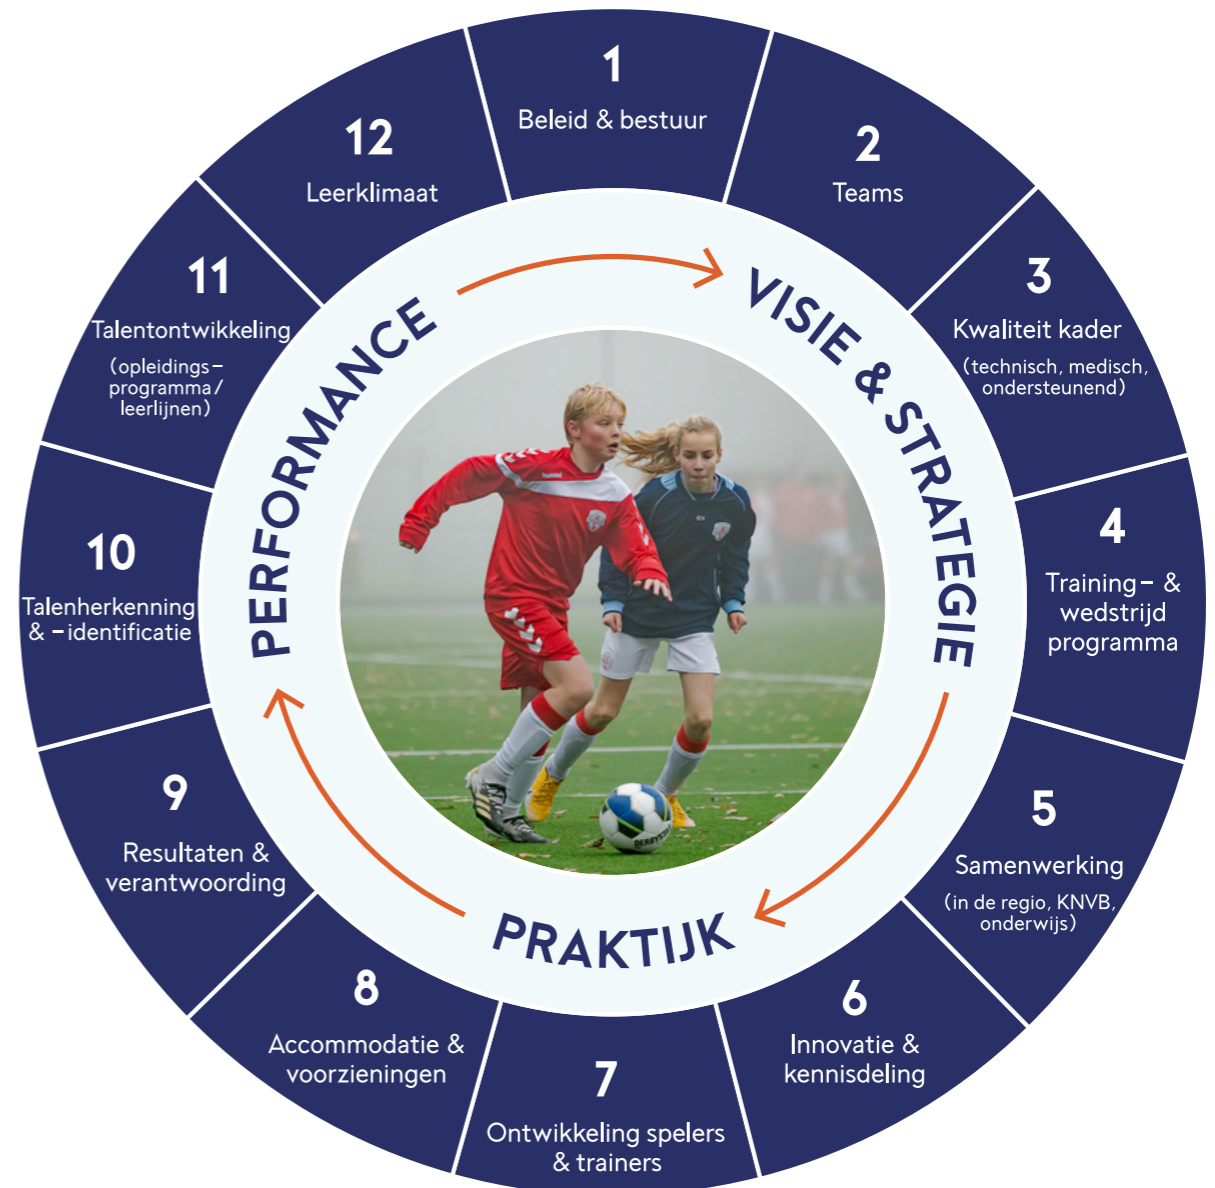 1
Beleid & bestuur
2
Teams
3
Kwaliteit kader
(technisch, medisch,
ondersteunend)
4
Training- &
wedstrijd
programma
5
Samenwerking
(in de regio, KNVB,
onderwijs)
6
Innovatie &
kennisdeling
7
Ontwikkeling spelers
& trainers
8
Accommodatie &
voorzieningen
9
Resultaten &
verantwoording
10
Talenherkenning
& -identificatie
11
Talentontwikkeling
(opleidings-
programma/
leerlijnen)
12
Leerklimaat
VISIE & STRATEGIE
PRAKTIJK
PERFORMANCE
DERBYSTAR